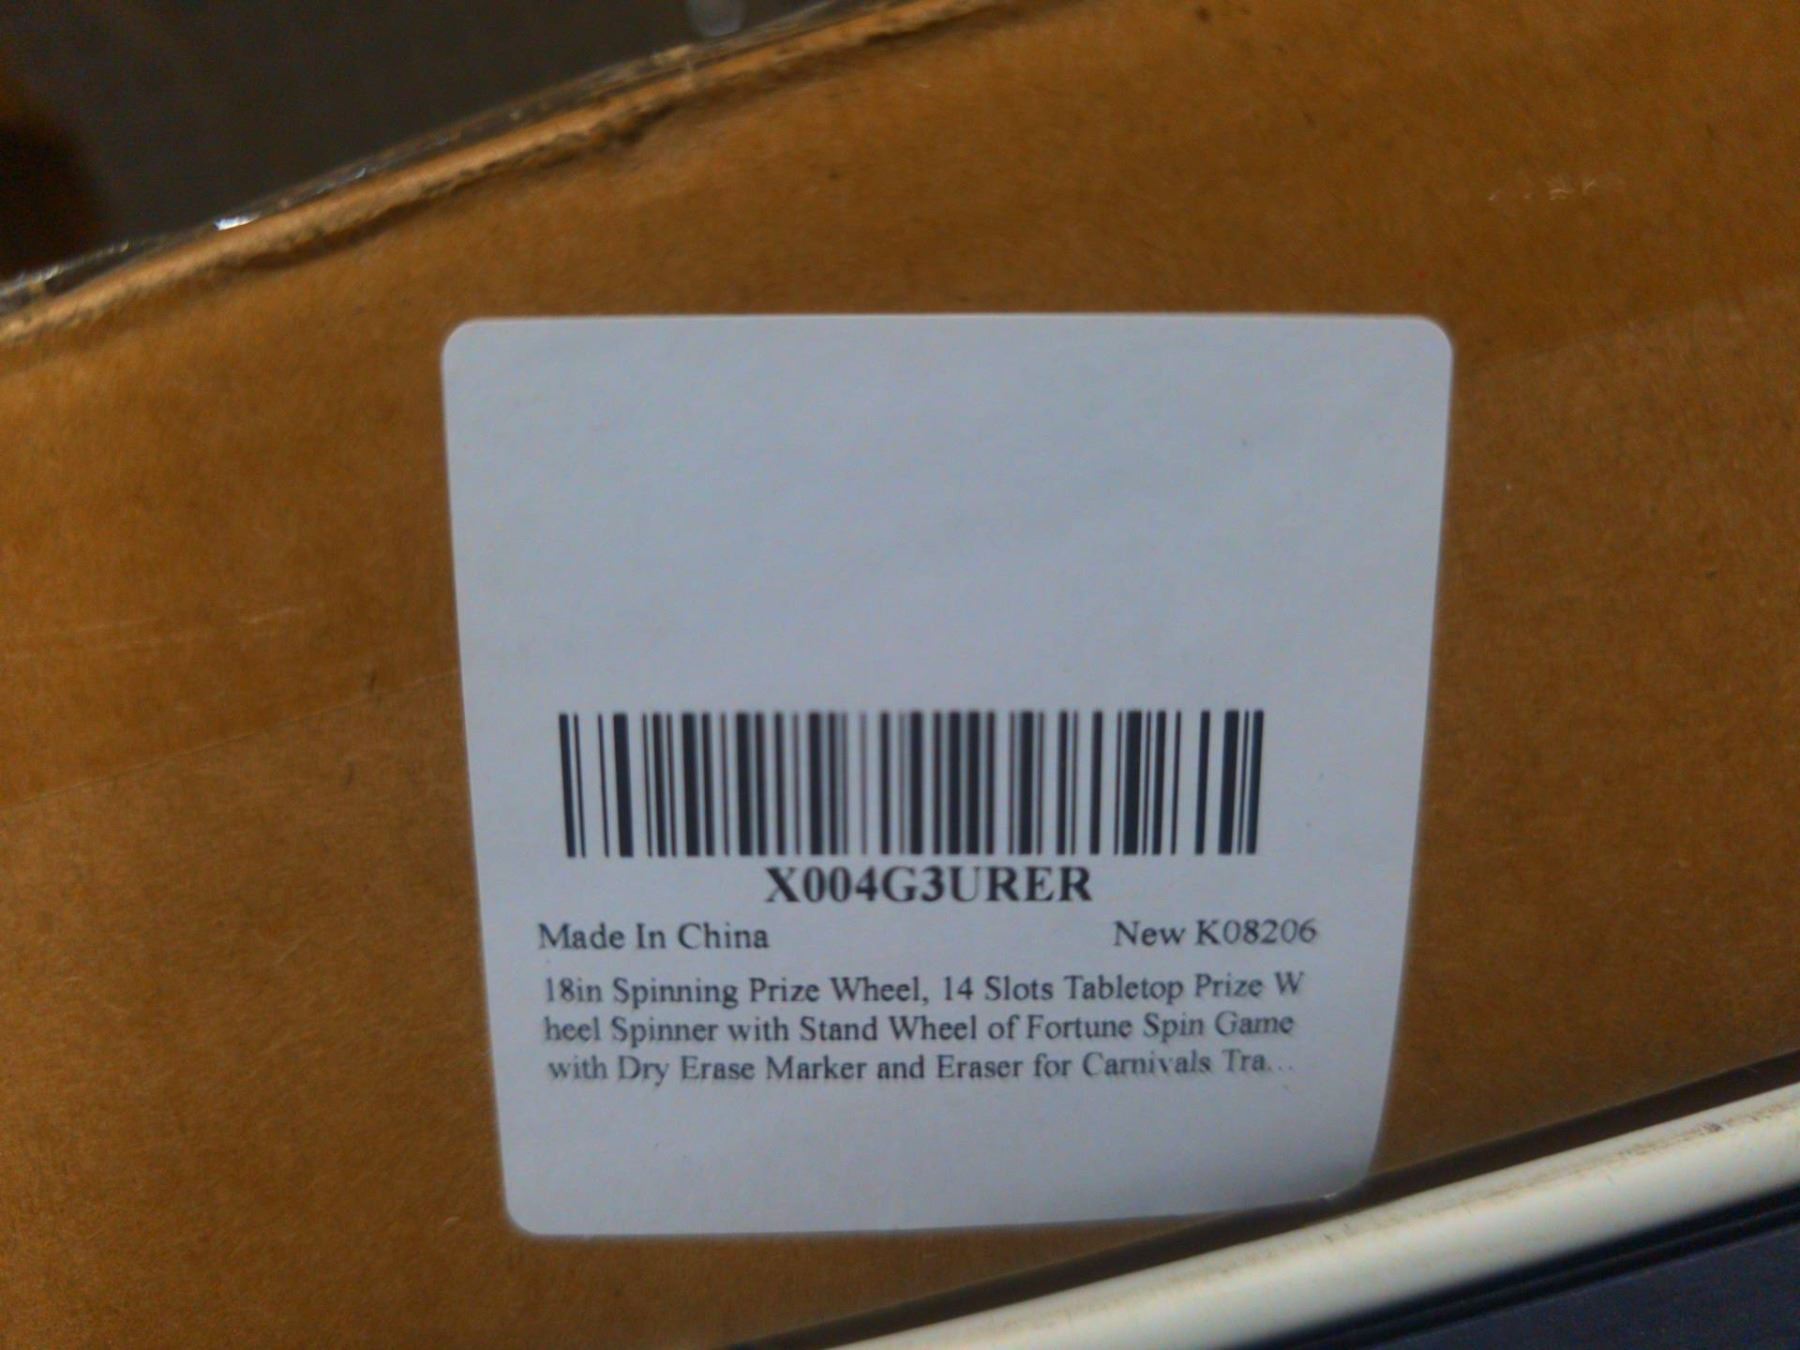 X004G3URER
Made In China New K08206
18in Spinning Prize Wheel, 14 Slots Tabletop Prize W
heel Spinner with Stand Wheel of Fortune Spin Game
with Dry Erase Marker and Eraser for Carnivals Tra...